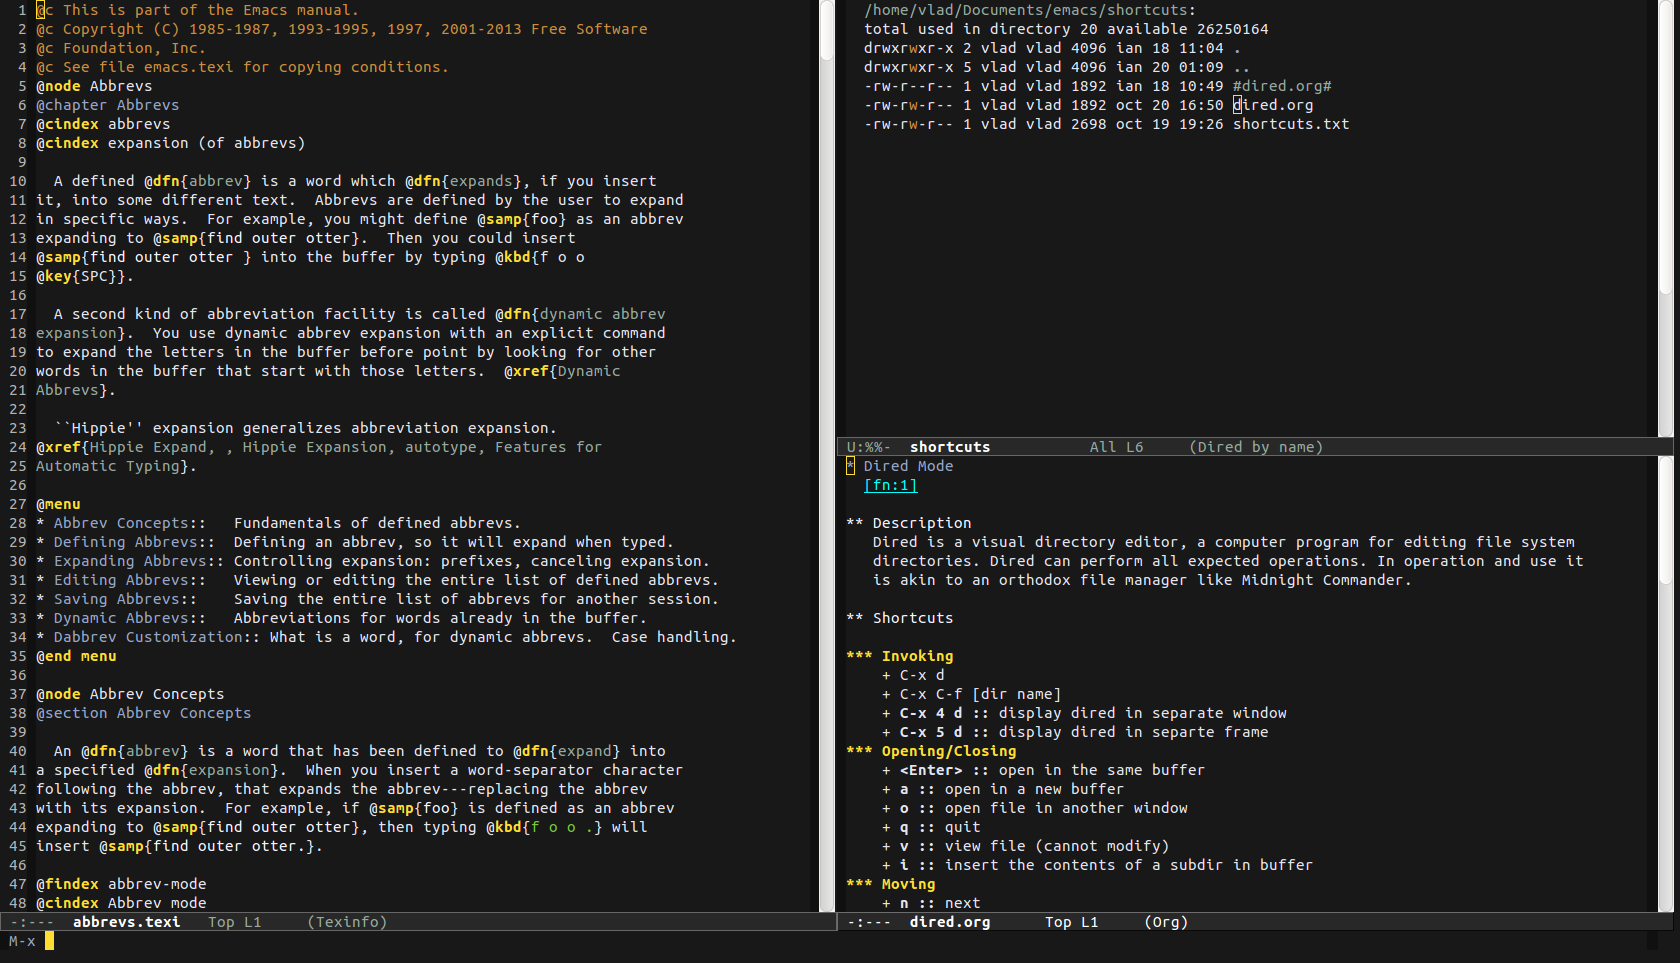 1 @c This is part of the Emacs manual.
2 @c Copyright (C) 1985-1987, 1993-1995, 1997, 2001-2013 Free Software
3 @c Foundation, Inc.
4 @c See file emacs.texi for copying conditions.
5 @node Abbrevs
6 @chapter Abbrevs
7 @cindex abbrevs
8 @cindex expansion (of abbrevs)
9
10   A defined @dfn{abbrev} is a word which @dfn{expands}, if you insert
11 it, into some different text.  Abbrevs are defined by the user to expand
12 in specific ways.  For example, you might define @samp{foo} as an abbrev
13 expanding to @samp{find outer otter}.  Then you could insert
14 @samp{find outer otter } into the buffer by typing @kbd{f o o
15 @key{SPC}}.
16
17   A second kind of abbreviation facility is called @dfn{dynamic abbrev
18 expansion}.  You use dynamic abbrev expansion with an explicit command
19 to expand the letters in the buffer before point by looking for other
20 words in the buffer that start with those letters.  @xref{Dynamic
21 Abbrevs}.
22
23   ``Hippie'' expansion generalizes abbreviation expansion.
24 @xref{Hippie Expand, , Hippie Expansion, autotype, Features for
25 Automatic Typing}.
26
27 @menu
28 * Abbrev Concepts::   Fundamentals of defined abbrevs.
29 * Defining Abbrevs::  Defining an abbrev, so it will expand when typed.
30 * Expanding Abbrevs:: Controlling expansion: prefixes, canceling expansion.
31 * Editing Abbrevs::   Viewing or editing the entire list of defined abbrevs.
32 * Saving Abbrevs::    Saving the entire list of abbrevs for another session.
33 * Dynamic Abbrevs::   Abbreviations for words already in the buffer.
34 * Dabbrev Customization:: What is a word, for dynamic abbrevs.  Case handling.
35 @end menu
36
37 @node Abbrev Concepts
38 @section Abbrev Concepts
39
40   An @dfn{abbrev} is a word that has been defined to @dfn{expand} into
41 a specified @dfn{expansion}.  When you insert a word-separator character
42 following the abbrev, that expands the abbrev---replacing the abbrev
43 with its expansion.  For example, if @samp{foo} is defined as an abbrev
44 expanding to @samp{find outer otter}, then typing @kbd{f o o .} will
45 insert @samp{find outer otter.}.
46
47 @findex abbrev-mode
48 @cindex Abbrev mode
-:---  abbrevs.texi   Top L1     (Texinfo)
/home/vlad/Documents/emacs/shortcuts:
total used in directory 20 available 26250164
drwxrwxr-x 2 vlad vlad 4096 ian 18 11:04 .
drwxrwxr-x 5 vlad vlad 4096 ian 20 01:09 ..
-rw-r--r-- 1 vlad vlad 1892 ian 18 10:49 #dired.org#
-rw-rw-r-- 1 vlad vlad 1892 oct 20 16:50 dired.org
-rw-rw-r-- 1 vlad vlad 2698 oct 19 19:26 shortcuts.txt
U:%%-  shortcuts           All L6     (Dired by name)
* Dired Mode
[fn:1]
** Description
Dired is a visual directory editor, a computer program for editing file system
directories. Dired can perform all expected operations. In operation and use it
is akin to an orthodox file manager like Midnight Commander.
** Shortcuts
*** Invoking
+ C-x d
+ C-x C-f [dir name]
+ C-x 4 d :: display dired in separate window
+ C-x 5 d :: display dired in separte frame
*** Opening/Closing
+ <Enter> :: open in the same buffer
+ a :: open in a new buffer
+ o :: open file in another window
+ q :: quit
+ v :: view file (cannot modify)
+ i :: insert the contents of a subdir in buffer
*** Moving
+ n :: next
-:---  dired.org      Top L1     (Org)
M-x